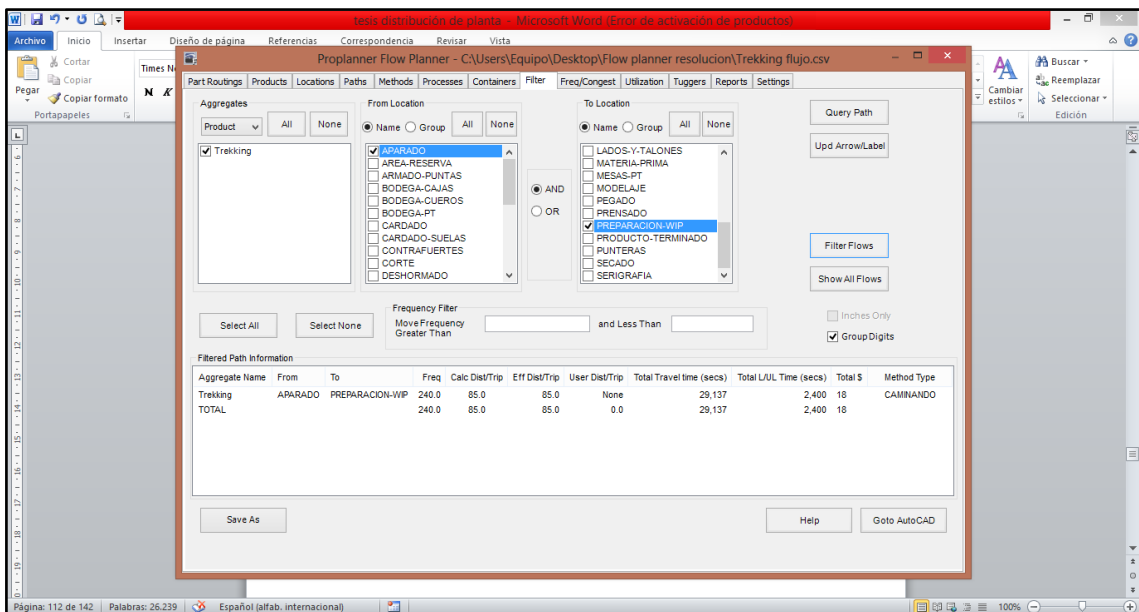 tesis distribución de planta - Microsoft Word (Error de activación de productos)
Archivo Inicio Insertar Diseño de página Referencias Correspondencia Revisar Vista
Pegar
Cortar
Copiar
Copiar formato
Portapapeles
Times N
N K
Cambiar
estilos
Buscar
Reemplazar
Seleccionar
Edición
Proplanner Flow Planner - C:\Users\Equipo\Desktop\Flow planner resolucion\Trekking flujo.csv
Part Routings Products Locations Paths Methods Processes Containers Filter Freq/Congest Utilization Tuggers Reports Settings
Aggregates
Product All None
Trekking
From Location
Name Group All None
APARADO
AREA-RESERVA
ARMADO-PUNTAS
BODEGA-CAJAS
BODEGA-CUEROS
BODEGA-PT
CARDADO
CARDADO-SUELAS
CONTRAFUERTES
CORTE
DESHORMADO
AND
OR
To Location
Name Group All None
LADOS-Y-TALONES
MATERIA-PRIMA
MESAS-PT
MODELAJE
PEGADO
PRENSADO
PREPARACION-WIP
PRODUCTO-TERMINADO
PUNTERAS
SECADO
SERIGRAFIA
Query Path
Upd Arrow/Label
Filter Flows
Show All Flows
Select All Select None
Frequency Filter
Move Frequency
Greater Than
and Less Than
Inches Only
Group Digits
Filtered Path Information
Aggregate Name From To Freq Calc Dist/Trip Eff Dist/Trip User Dist/Trip Total Travel time (secs) Total L/UL Time (secs) Total $ Method Type
Trekking APARADO PREPARACION-WIP 240.0 85.0 85.0 None 29,137 2,400 18 CAMINANDO
TOTAL 240.0 85.0 85.0 0.0 29,137 2,400 18
Save As Help Goto AutoCAD
Página: 112 de 142 Palabras: 26.239 Español (alfab. internacional) 100%